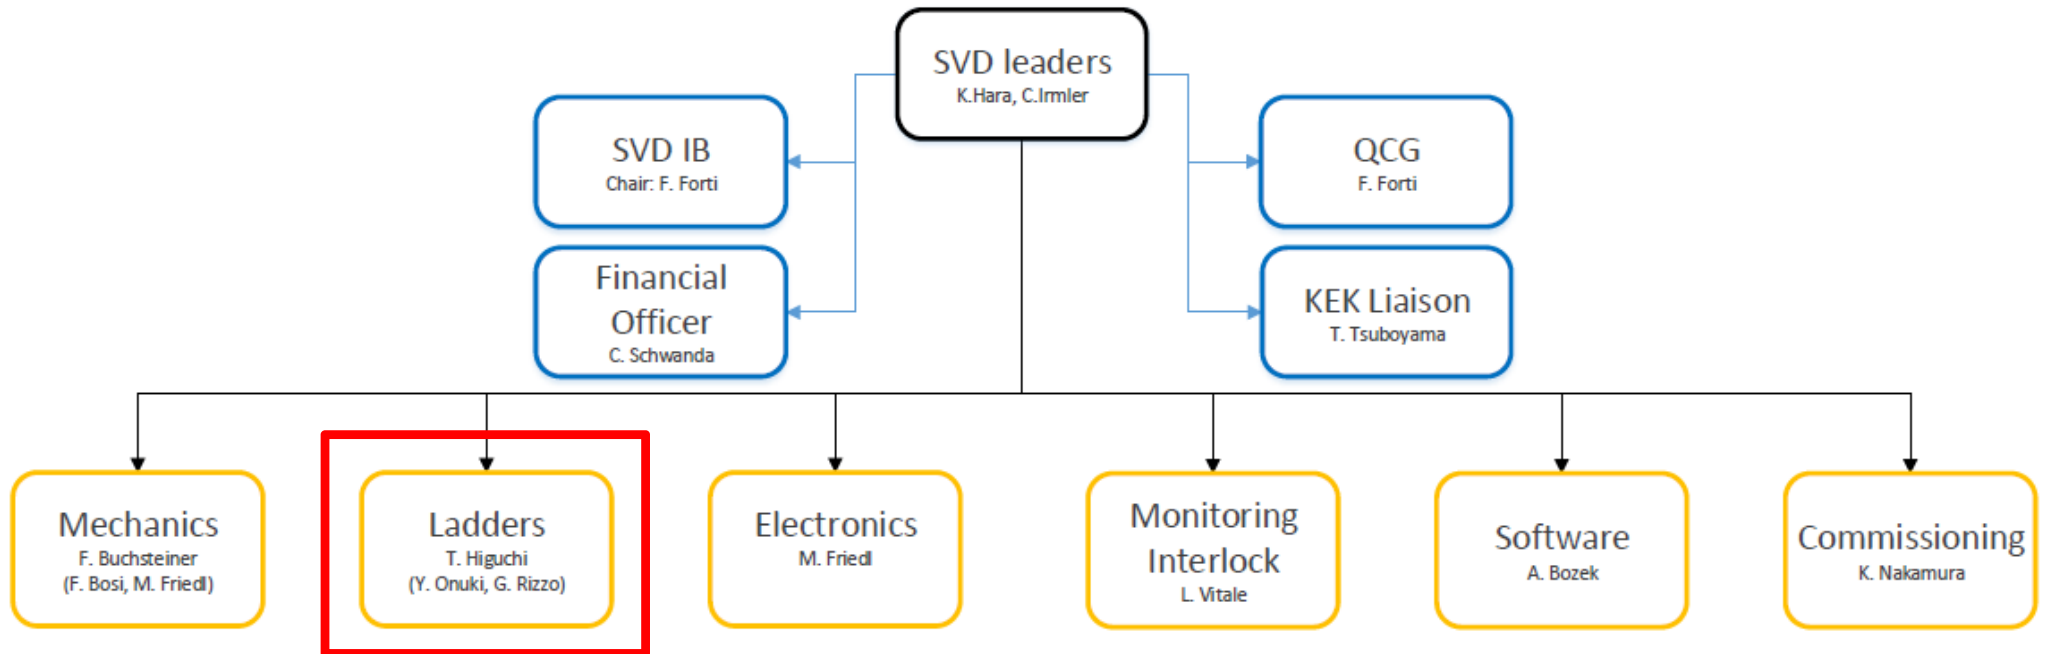 SVD leaders
K.Hara, C.Irmler
SVD IB
Chair: F. Forti
QCG
F. Forti
Financial
Officer
C. Schwanda
KEK Liaison
T. Tsuboyama
Mechanics
F. Buchsteiner
(F. Bosi, M. Friedl)
Ladders
T. Higuchi
(Y. Onuki, G. Rizzo)
Electronics
M. Friedl
Monitoring
Interlock
L. Vitale
Software
A. Bozek
Commissioning
K. Nakamura